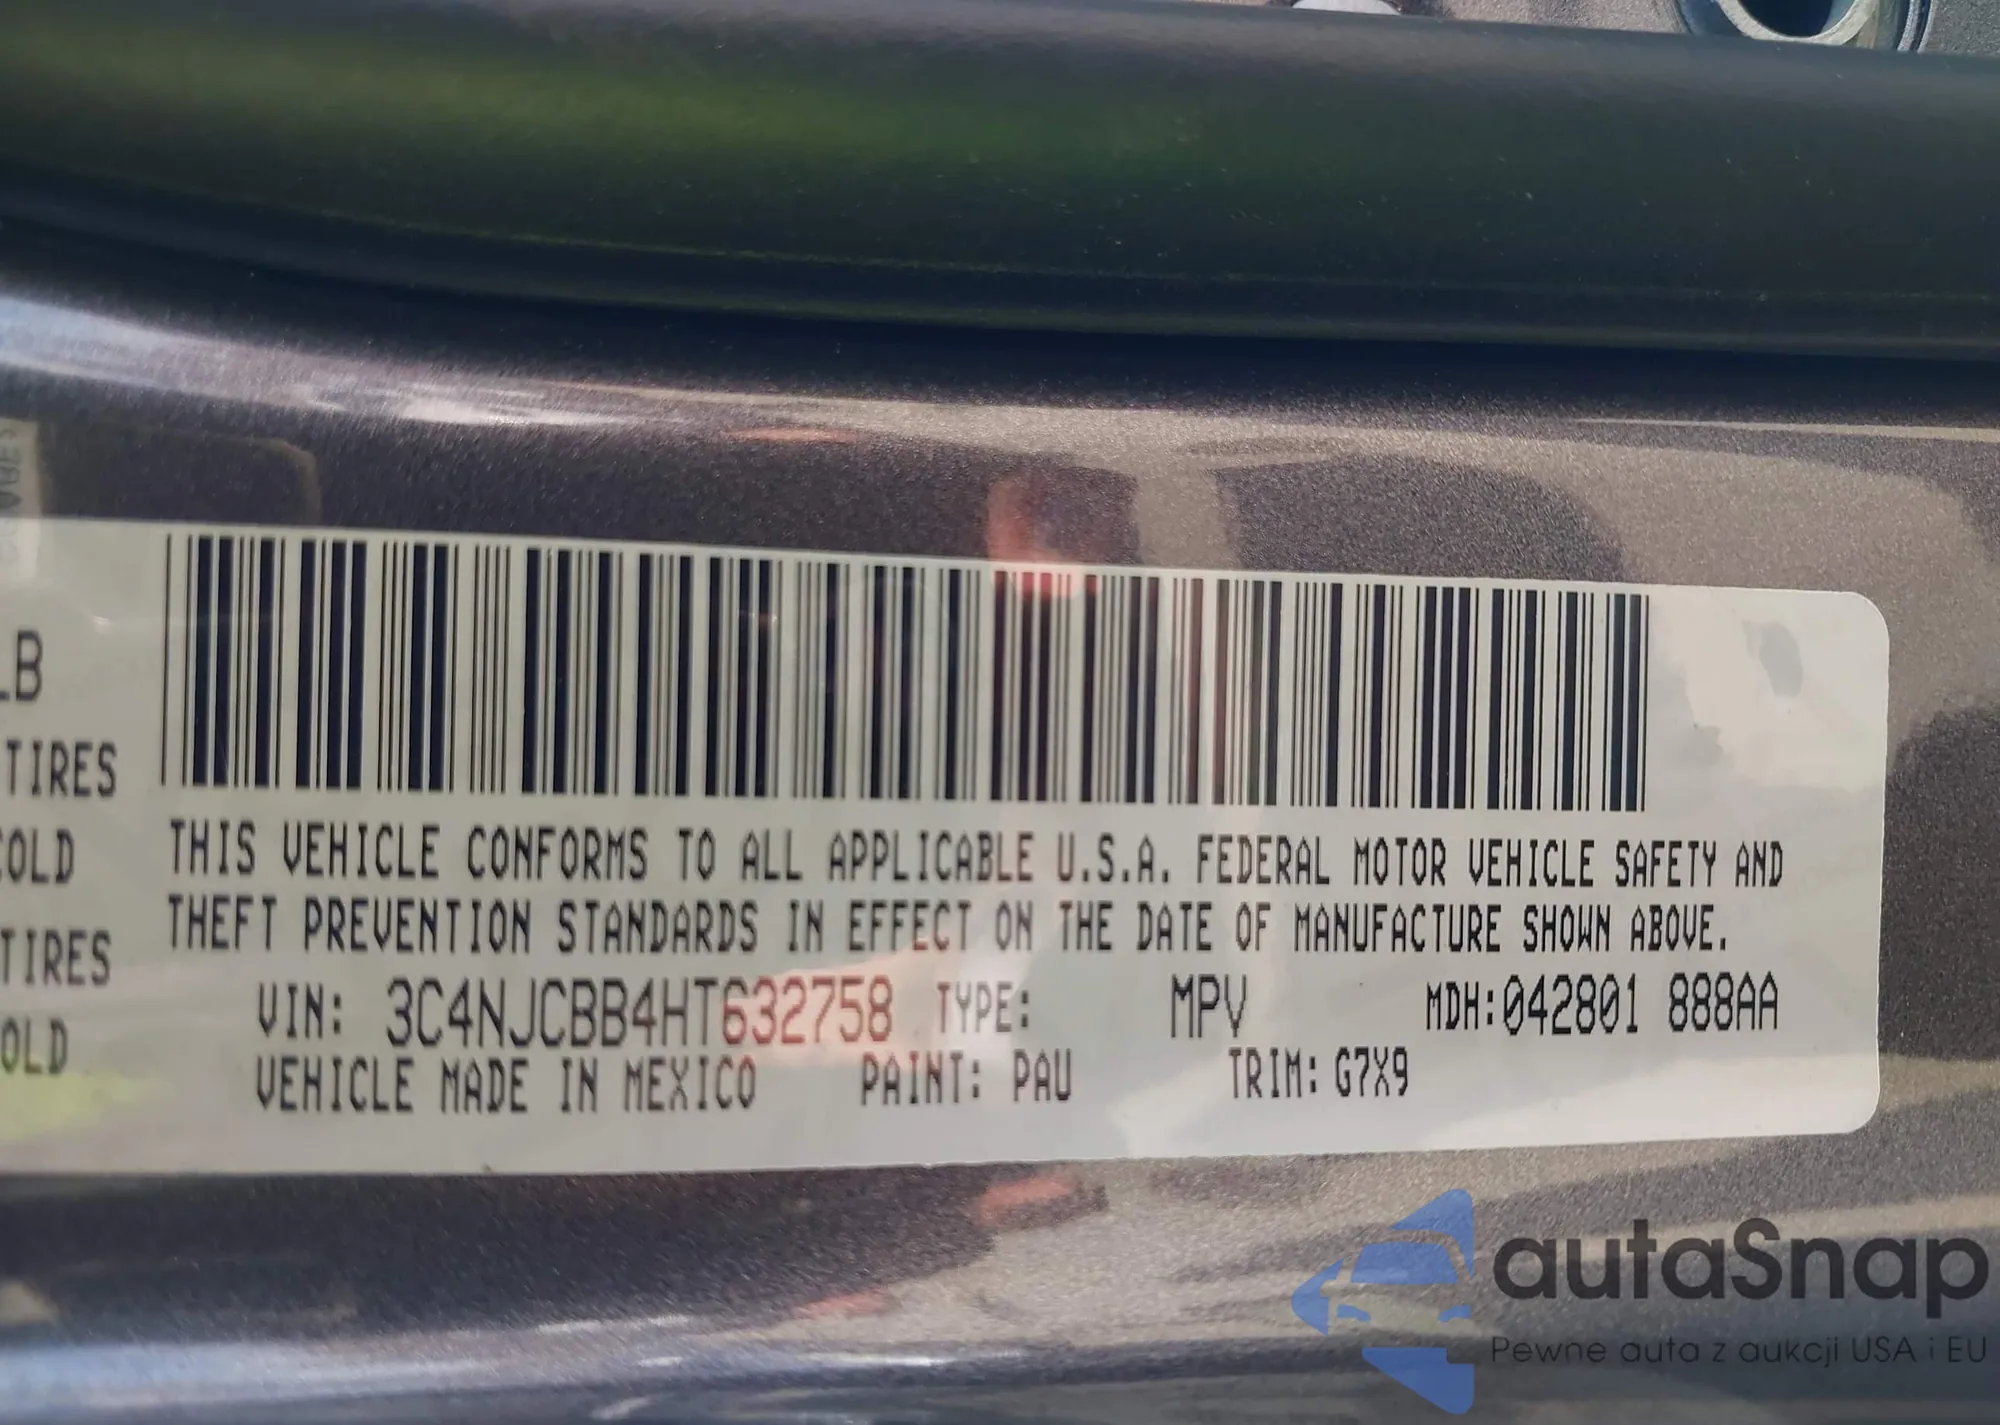 LB
TIRES
COLD
TIRES
OLD
THIS VEHICLE CONFORMS TO ALL APPLICABLE U.S.A. FEDERAL MOTOR VEHICLE SAFETY AND
THEFT PREVENTION STANDARDS IN EFFECT ON THE DATE OF MANUFACTURE SHOWN ABOVE.
VIN: 3C4NJCBB4HT632758 TYPE: MPV MDH:042801 888AA
VEHICLE MADE IN MEXICO PAINT: PAU TRIM: G7X9
autaSnap
Pewne auta z aukcji USA i EU